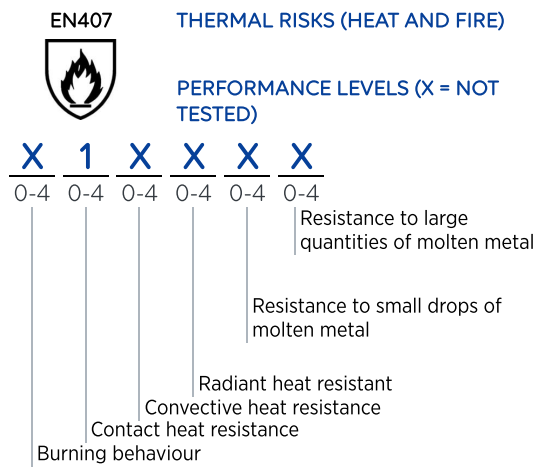 EN407
THERMAL RISKS (HEAT AND FIRE)
PERFORMANCE LEVELS (X = NOT
TESTED)
X 1 X X X X
0-4 0-4 0-4 0-4 0-4 0-4
Resistance to large
quantities of molten metal
Resistance to small drops of
molten metal
Radiant heat resistant
Convective heat resistance
Contact heat resistance
Burning behaviour